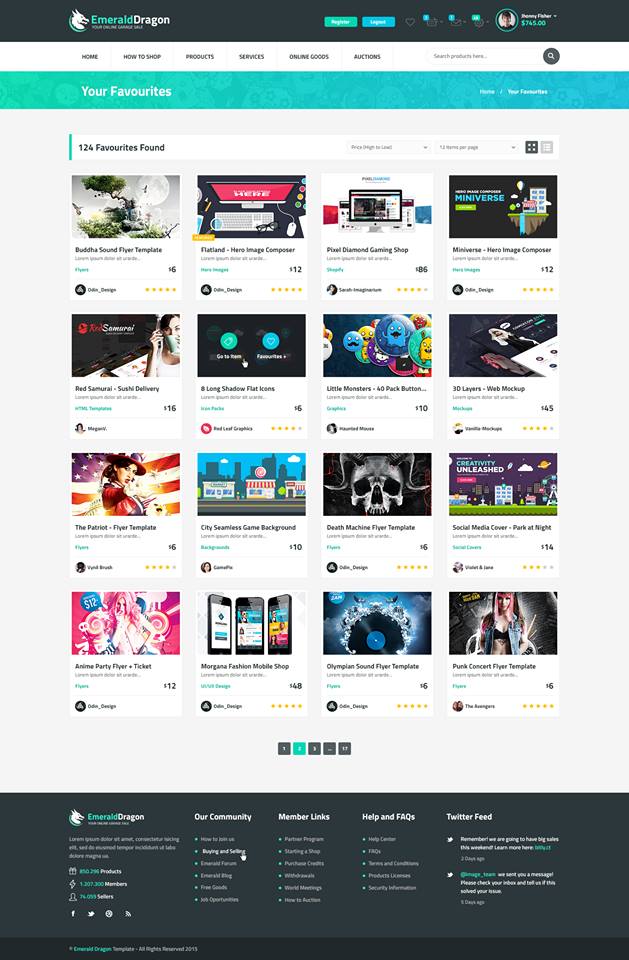 EmeraldDragon
YOUR ONLINE GARAGE SALE
Register
Logout
Jhonny Fisher
$745.00
HOME
HOW TO SHOP
PRODUCTS
SERVICES
ONLINE GOODS
AUCTIONS
Search products here...
Your Favourites
Home / Your Favourites
124 Favourites Found
Price (High to Low)
12 Items per page
HERE
PIXELDIAMOND
HERO IMAGE COMPOSER
MINIVERSE
Buddha Sound Flyer Template
Lorem ipsum dolor sit urarde...
Flyers
$6
Odin_Design
Flatland - Hero Image Composer
Lorem ipsum dolor sit urarde...
Hero Images
$12
Odin_Design
Pixel Diamond Gaming Shop
Lorem ipsum dolor sit urarde...
Shopify
$86
Sarah-Imaginarium
Miniverse - Hero Image Composer
Lorem ipsum dolor sit urarde...
Hero Images
$12
Odin_Design
RedSamurai
Go to Item
Favourites +
Red Samurai - Sushi Delivery
Lorem ipsum dolor sit urarde...
HTML Templates
$16
MeganV.
8 Long Shadow Flat Icons
Lorem ipsum dolor sit urarde...
Icon Packs
$6
Red Leaf Graphics
Little Monsters - 40 Pack Button...
Lorem ipsum dolor sit urarde...
Graphics
$10
Haunted Mouse
3D Layers - Web Mockup
Lorem ipsum dolor sit urarde...
Mockups
$45
Vanilla-Mockups
MARKET
WELCOME TO
CREATIVITY
UNLEASHED
The Patriot - Flyer Template
Lorem ipsum dolor sit urarde...
Flyers
$6
Vynil Brush
City Seamless Game Background
Lorem ipsum dolor sit urarde...
Backgrounds
$10
GamePix
Death Machine Flyer Template
Lorem ipsum dolor sit urarde...
Flyers
$6
Odin_Design
Social Media Cover - Park at Night
Lorem ipsum dolor sit urarde...
Social Covers
$14
Violet & Jane
$12
Anime Party Flyer + Ticket
Lorem ipsum dolor sit urarde...
Flyers
$12
Odin_Design
Morgana Fashion Mobile Shop
Lorem ipsum dolor sit urarde...
UI/UX Design
$48
Odin_Design
Olympian Sound Flyer Template
Lorem ipsum dolor sit urarde...
Flyers
$6
Odin_Design
Punk Concert Flyer Template
Lorem ipsum dolor sit urarde...
Flyers
$6
The Avengers
1 2 3 ... 17
EmeraldDragon
YOUR ONLINE GARAGE SALE
Lorem ipsum dolor sit amet, consectetur icising
elit, sed do eiusmod tempor incididunt ut labo
dolore magna ua.
850.296 Products
1.207.300 Members
74.059 Sellers
Our Community
How to Join us
Buying and Selling
Emerald Forum
Emerald Blog
Free Goods
Job Oportunities
Member Links
Partner Program
Starting a Shop
Purchase Credits
Withdrawals
World Meetings
How to Auction
Help and FAQs
Help Center
FAQs
Terms and Conditions
Products Licenses
Security Information
Twitter Feed
Remember! we are going to have big sales
this weekend! Learn more here: bitly.ct
2 Days ago
@image_team we sent you a message!
Please check your inbox and tell us if this
solved your issue.
5 Days ago
© Emerald Dragon Template - All Rights Reserved 2015